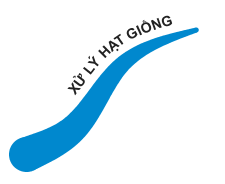 XỬ LÝ HẠT GIỐNG